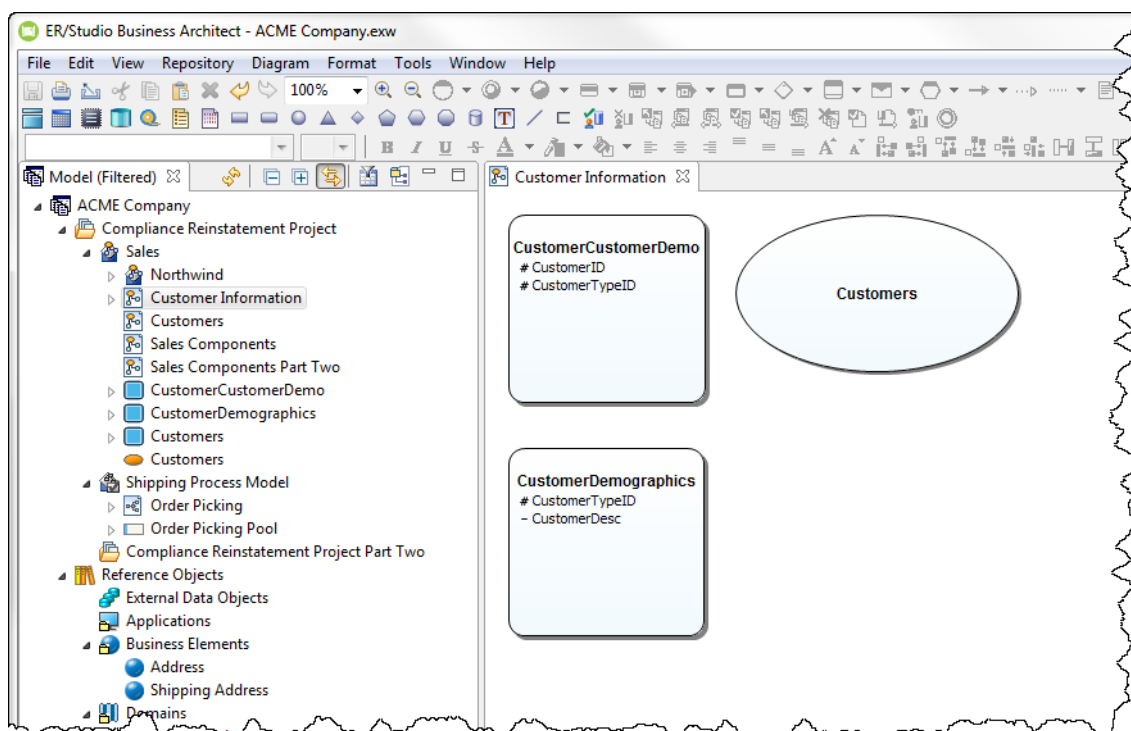 ER/Studio Business Architect - ACME Company.exw
File Edit View Repository Diagram Format Tools Window Help
100%
T
B I U S A A A
Model (Filtered)
ACME Company
Compliance Reinstatement Project
Sales
Northwind
Customer Information
Customers
Sales Components
Sales Components Part Two
CustomerCustomerDemo
CustomerDemographics
Customers
Customers
Shipping Process Model
Order Picking
Order Picking Pool
Compliance Reinstatement Project Part Two
Reference Objects
External Data Objects
Applications
Business Elements
Address
Shipping Address
Domains
Customer Information
CustomerCustomerDemo
# CustomerID
# CustomerTypeID
Customers
CustomerDemographics
# CustomerTypeID
– CustomerDesc